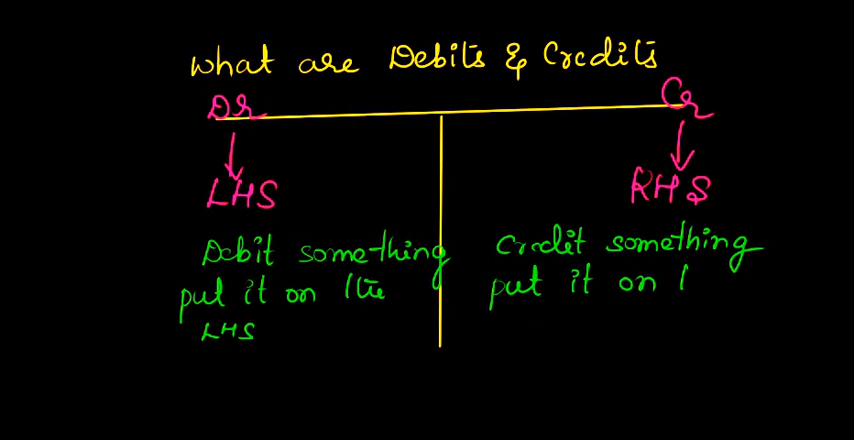 What are Debits & Credits
Dr Cr
LHS RHS
Debit something
put it on the
LHS
Credit something
put it on